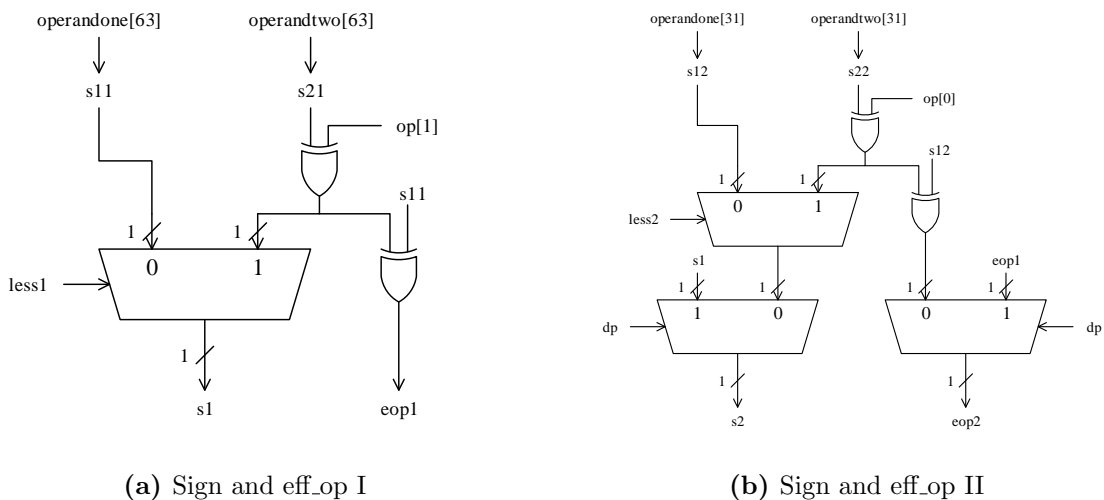 operandone[63] operandtwo[63]
s11 s21
op[1]
s11
1 1
0 1
less1
1
s1 eop1
(a) Sign and eff_op I
operandone[31] operandtwo[31]
s12 s22
op[0]
s12
1 1
0 1
less2
s1 eop1
1 1 1 1
1 0 0 1
dp dp
1 1
s2 eop2
(b) Sign and eff_op II